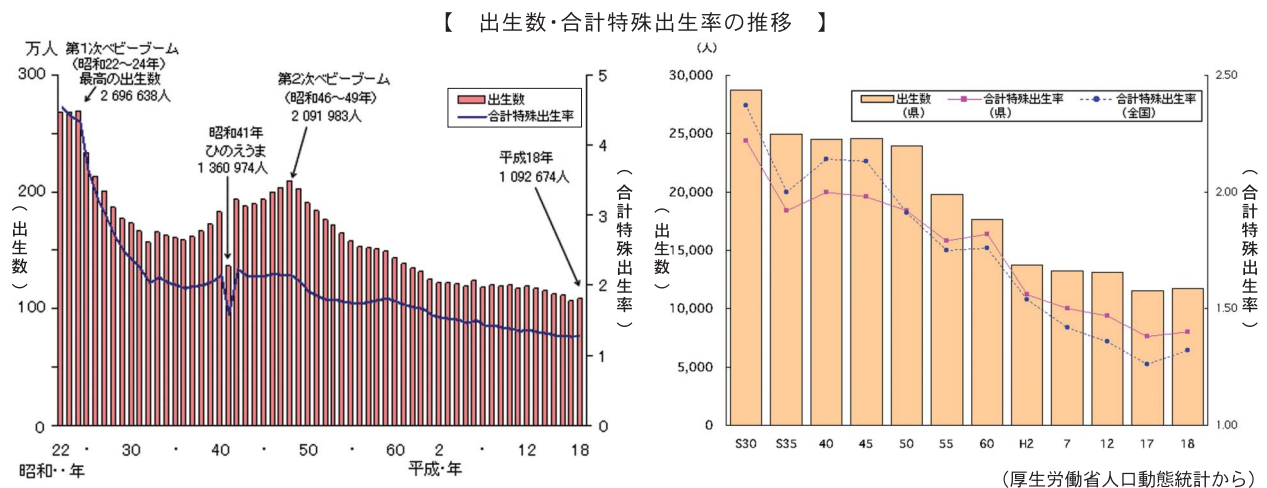 【 出生数・合計特殊出生率の推移 】
万人
第1次ベビーブーム
(昭和22〜24年)
最高の出生数
2 696 638人
第2次ベビーブーム
(昭和46〜49年)
2 091 983人
昭和41年
ひのえうま
1 360 974人
平成18年
1 092 674人
出生数
合計特殊出生率
300
200
100
0
(出生数)
5
4
3
2
1
0
(合計特殊出生率)
22 ・ 30 ・ 40 ・ 50 ・ 60 2 ・ 12 ・ 18
昭和・・年
平成・年
(人)
30,000
25,000
20,000
15,000
10,000
5,000
0
(出生数)
出生数
(県)
合計特殊出生率
(県)
合計特殊出生率
(全国)
2.50
2.00
1.50
1.00
(合計特殊出生率)
S30 S35 40 45 50 55 60 H2 7 12 17 18
(厚生労働省人口動態統計から)